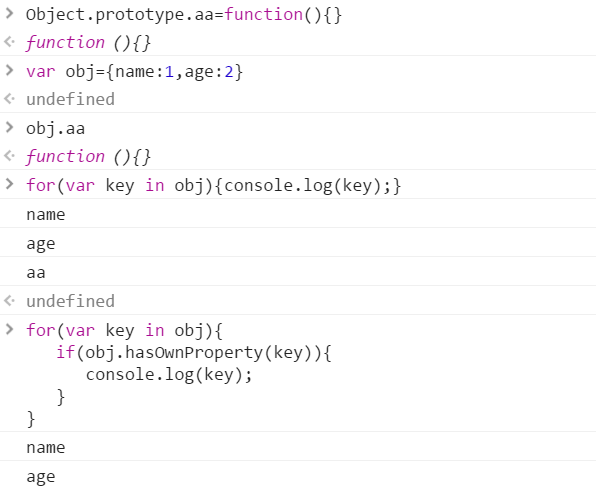 Object.prototype.aa=function(){}
function (){}
var obj={name:1,age:2}
undefined
obj.aa
function (){}
for(var key in obj){console.log(key);}
name
age
aa
undefined
for(var key in obj){
   if(obj.hasOwnProperty(key)){
      console.log(key);
   }
}
name
age